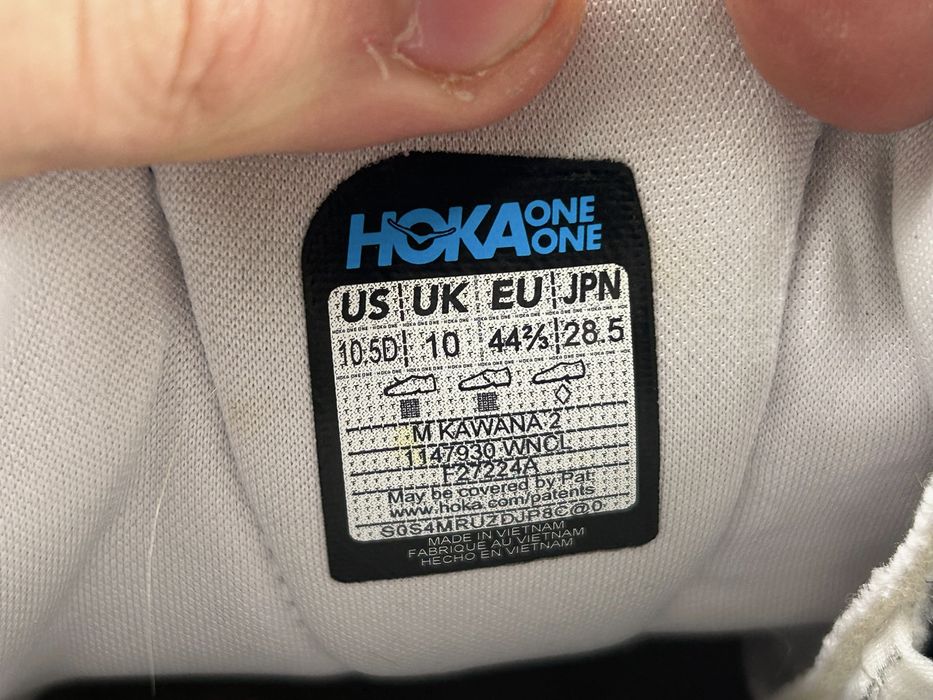 HOKA ONE ONE
US UK EU JPN
10.5D 10 44⅔ 28.5
M KAWANA 2
1147930 WNCL
F27224A
May be covered by Pat.
www.hoka.com/patents
S0S4MRUZDJP8C@0
MADE IN VIETNAM
FABRIQUE AU VIETNAM
HECHO EN VIETNAM